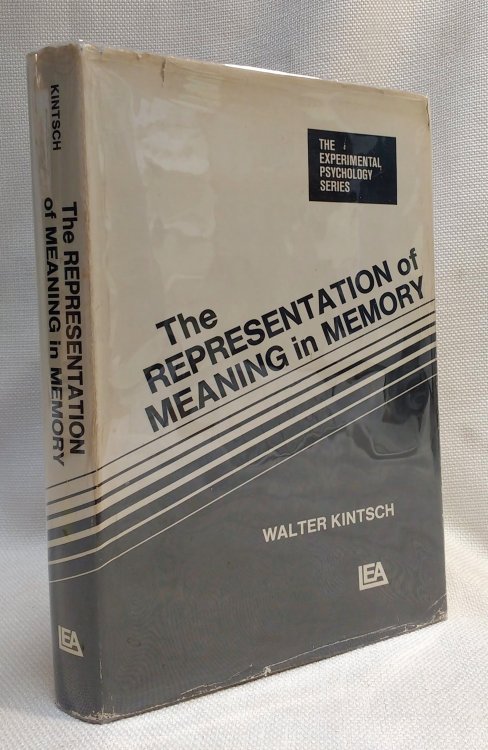 KINTSCH
The REPRESENTATION
of MEANING in MEMORY
LEA
THE
EXPERIMENTAL
PSYCHOLOGY
SERIES
The
REPRESENTATION of
MEANING in MEMORY
WALTER KINTSCH
LEA